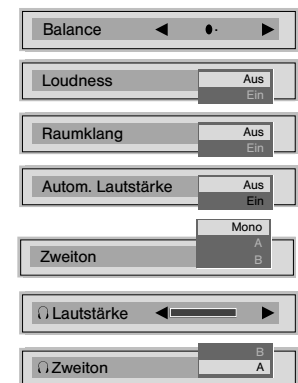 Balance
Loudness Aus
Ein
Raumklang Aus
Ein
Autom. Lautstärke Aus
Ein
Mono
A
Zweiton B
Lautstärke
B
Zweiton A